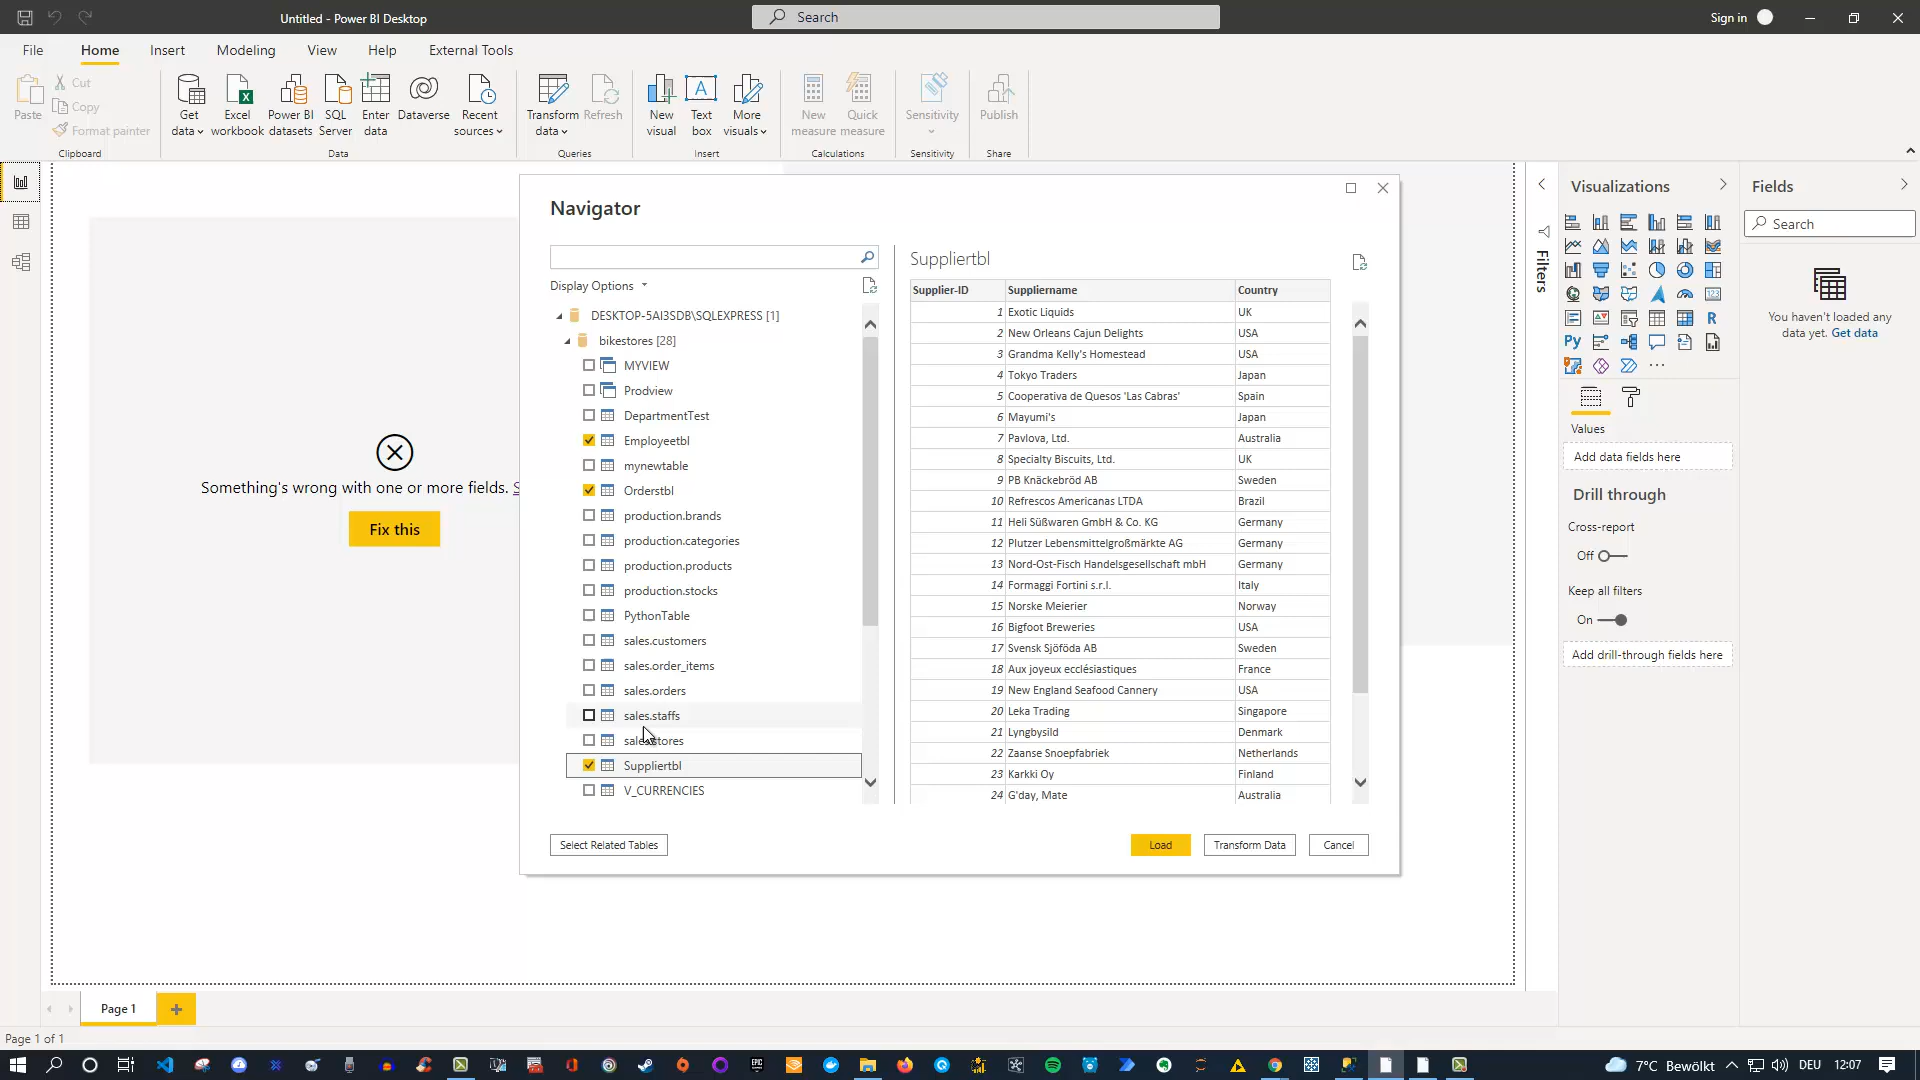 Untitled - Power BI Desktop
Search
Sign in
File
Home
Insert
Modeling
View
Help
External Tools
Paste
Cut
Copy
Format painter
Clipboard
Get data
Excel workbook
Power BI datasets
SQL Server
Enter data
Dataverse
Recent sources
Data
Transform data
Refresh
Queries
New visual
Text box
More visuals
Insert
New measure
Quick measure
Calculations
Sensitivity
Sensitivity
Publish
Share
Something's wrong with one or more fields. S
Fix this
Navigator
Display Options
DESKTOP-5AI3SDB\SQLEXPRESS [1]
bikestores [28]
MYVIEW
Prodview
DepartmentTest
Employeetbl
mynewtable
Orderstbl
production.brands
production.categories
production.products
production.stocks
PythonTable
sales.customers
sales.order_items
sales.orders
sales.staffs
sales.stores
Suppliertbl
V_CURRENCIES
Suppliertbl
Supplier-ID Suppliername Country
1 Exotic Liquids UK
2 New Orleans Cajun Delights USA
3 Grandma Kelly's Homestead USA
4 Tokyo Traders Japan
5 Cooperativa de Quesos 'Las Cabras' Spain
6 Mayumi's Japan
7 Pavlova, Ltd. Australia
8 Specialty Biscuits, Ltd. UK
9 PB Knäckebröd AB Sweden
10 Refrescos Americanas LTDA Brazil
11 Heli Süßwaren GmbH & Co. KG Germany
12 Plutzer Lebensmittelgroßmärkte AG Germany
13 Nord-Ost-Fisch Handelsgesellschaft mbH Germany
14 Formaggi Fortini s.r.l. Italy
15 Norske Meierier Norway
16 Bigfoot Breweries USA
17 Svensk Sjöföda AB Sweden
18 Aux joyeux ecclésiastiques France
19 New England Seafood Cannery USA
20 Leka Trading Singapore
21 Lyngbysild Denmark
22 Zaanse Snoepfabriek Netherlands
23 Karkki Oy Finland
24 G'day, Mate Australia
Select Related Tables
Load
Transform Data
Cancel
Filters
Visualizations
R
Py
Values
Add data fields here
Drill through
Cross-report
Off
Keep all filters
On
Add drill-through fields here
Fields
Search
You haven't loaded any
data yet. Get data
Page 1
Page 1 of 1
7°C Bewölkt
DEU
12:07